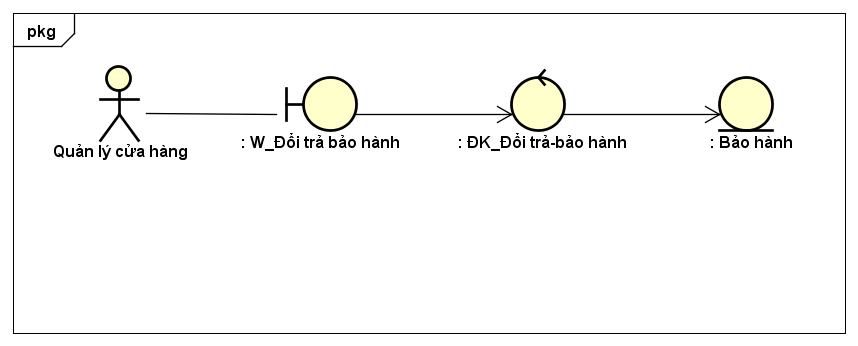 pkg
Quản lý cửa hàng
: W_Đổi trả bảo hành
: ĐK_Đổi trả-bảo hành
: Bảo hành